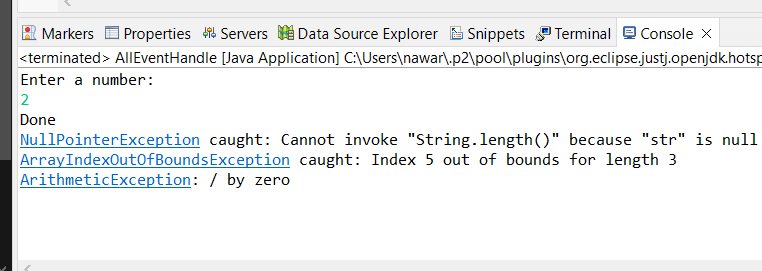 Markers Properties Servers Data Source Explorer Snippets Terminal Console
<terminated> AllEventHandle [Java Application] C:\Users\nawar\.p2\pool\plugins\org.eclipse.justj.openjdk.hotsp
Enter a number:
2
Done
NullPointerException caught: Cannot invoke "String.length()" because "str" is null
ArrayIndexOutOfBoundsException caught: Index 5 out of bounds for length 3
ArithmeticException: / by zero